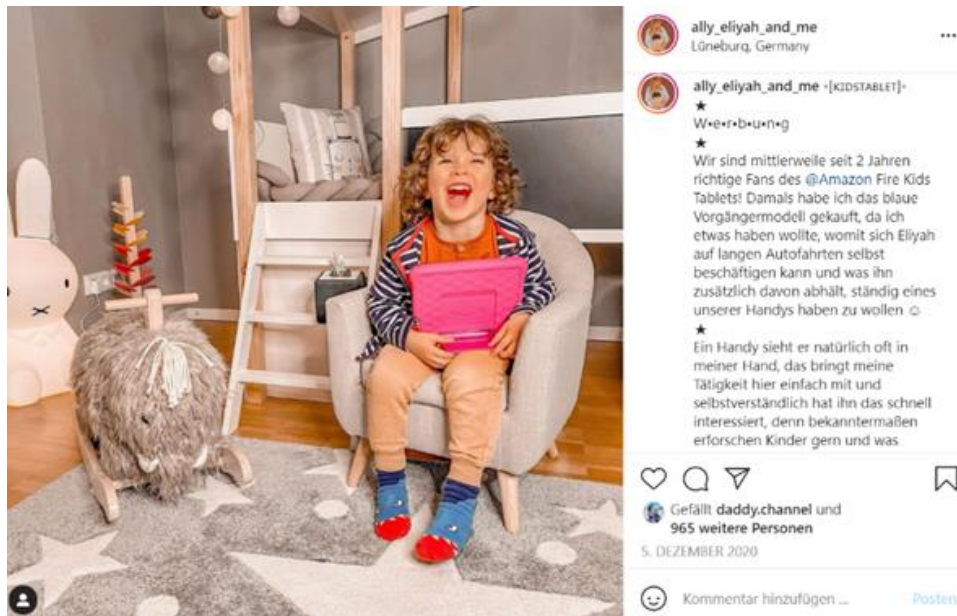 ally_eliyah_and_me
Lüneburg, Germany
ally_eliyah_and_me •[KIDSTABLET]•
★
W•e•r•b•u•n•g
★
Wir sind mittlerweile seit 2 Jahren
richtige Fans des @Amazon Fire Kids
Tablets! Damals habe ich das blaue
Vorgängermodell gekauft, da ich
etwas haben wollte, womit sich Eliyah
auf langen Autofahrten selbst
beschäftigen kann und was ihn
zusätzlich davon abhält, ständig eines
unserer Handys haben zu wollen ☺
★
Ein Handy sieht er natürlich oft in
meiner Hand, das bringt meine
Tätigkeit hier einfach mit und
selbstverständlich hat ihn das schnell
interessiert, denn bekanntermaßen
erforschen Kinder gern und was
Gefällt daddy.channel und
965 weitere Personen
5. DEZEMBER 2020
Kommentar hinzufügen ... Posten